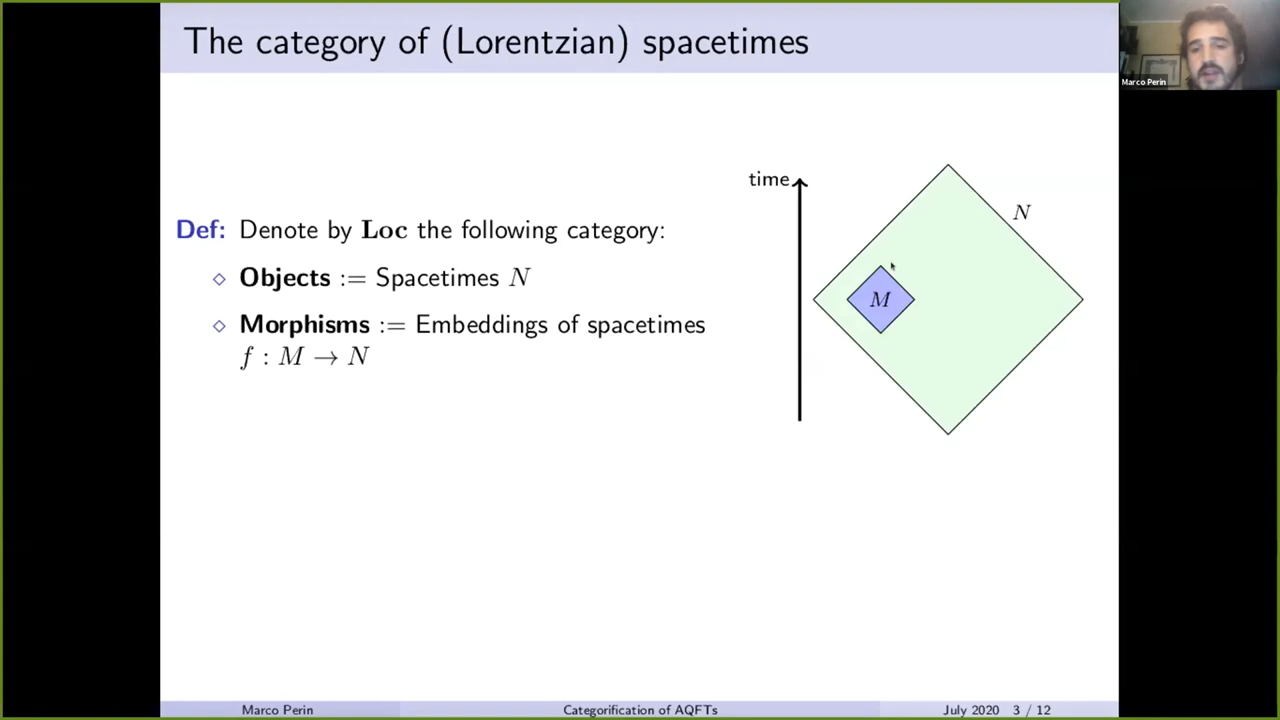 The category of (Lorentzian) spacetimes
Marco Perin
time
N
Def: Denote by Loc the following category:
◇ Objects := Spacetimes N
M
◇ Morphisms := Embeddings of spacetimes
f : M → N
Marco Perin
Categorification of AQFTs
July 2020 3 / 12